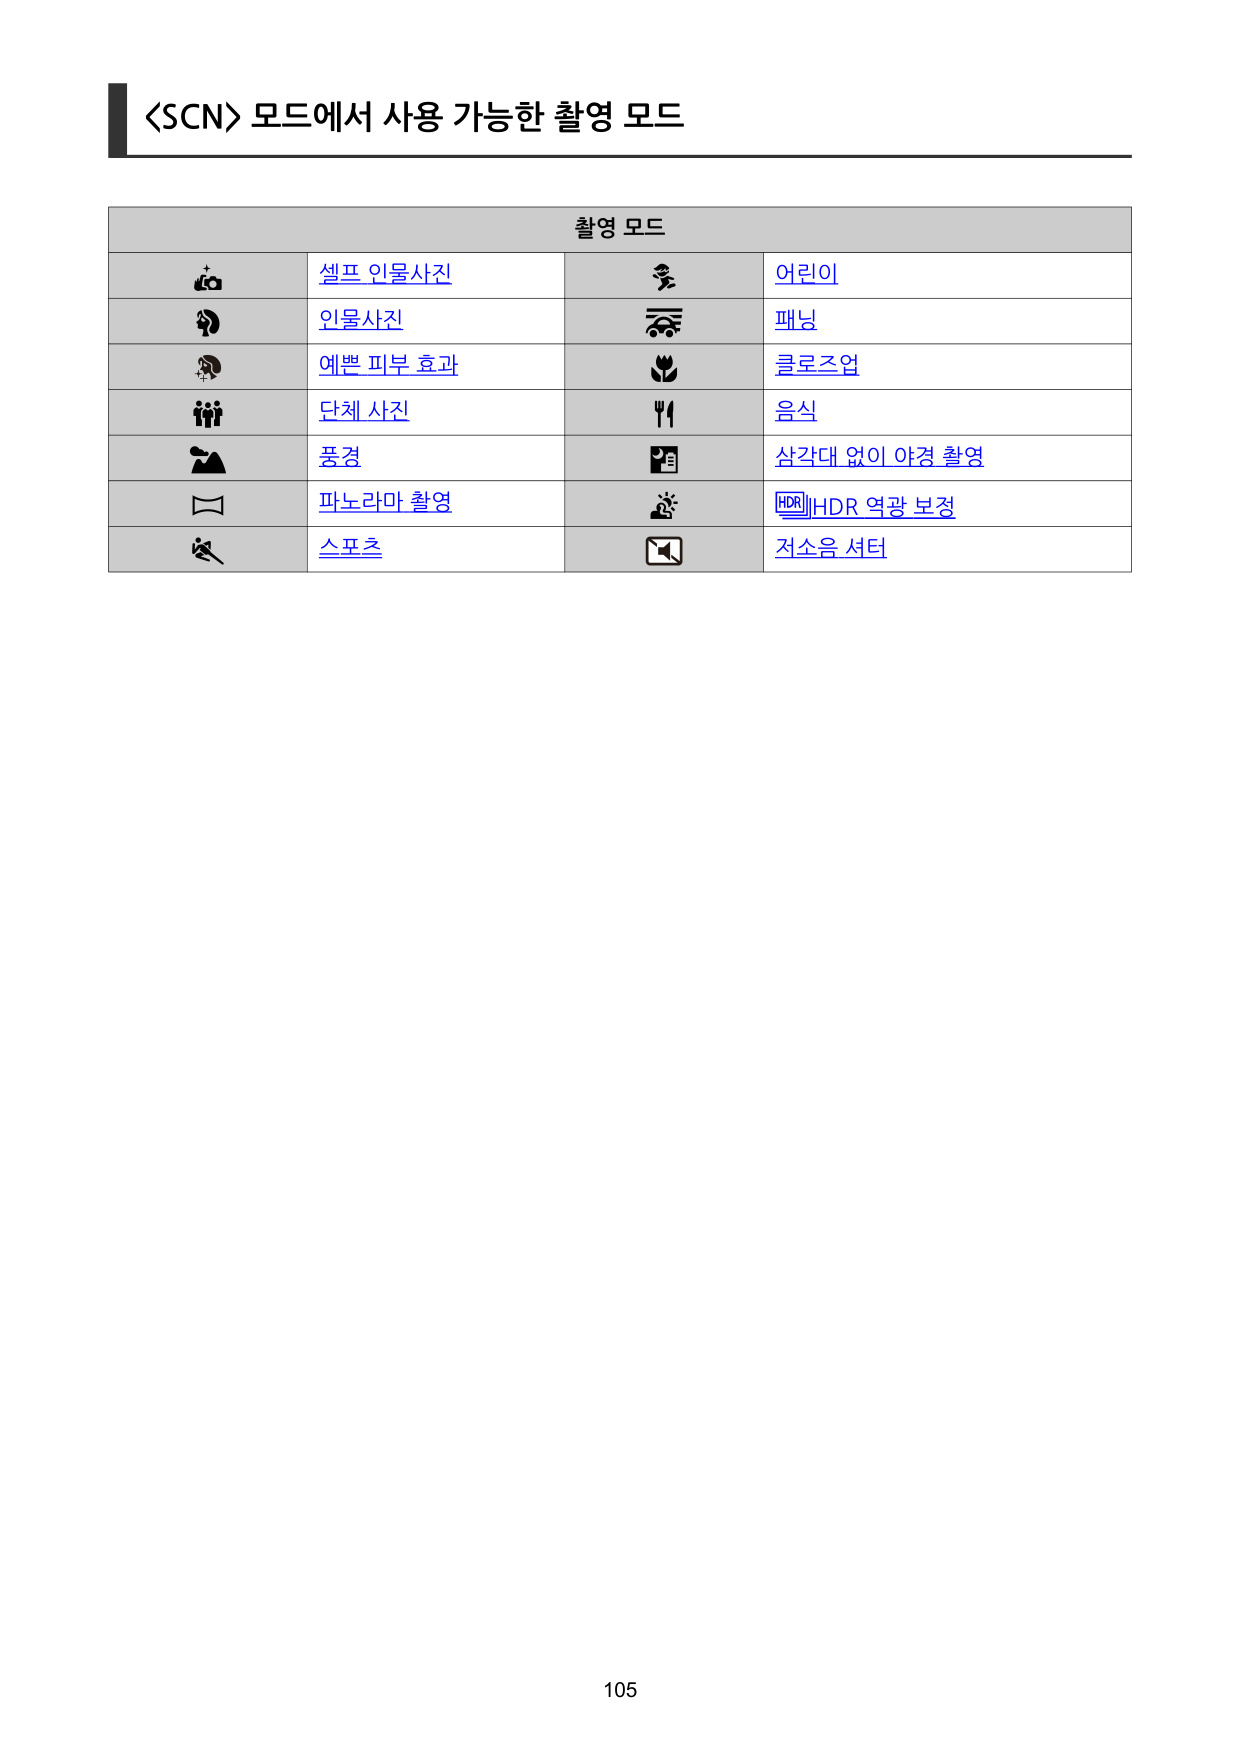 <SCN> 모드에서 사용 가능한 촬영 모드
촬영 모드
셀프 인물사진 어린이
인물사진 패닝
예쁜 피부 효과 클로즈업
단체 사진 음식
풍경 삼각대 없이 야경 촬영
파노라마 촬영 HDR HDR 역광 보정
스포츠 저소음 셔터
105